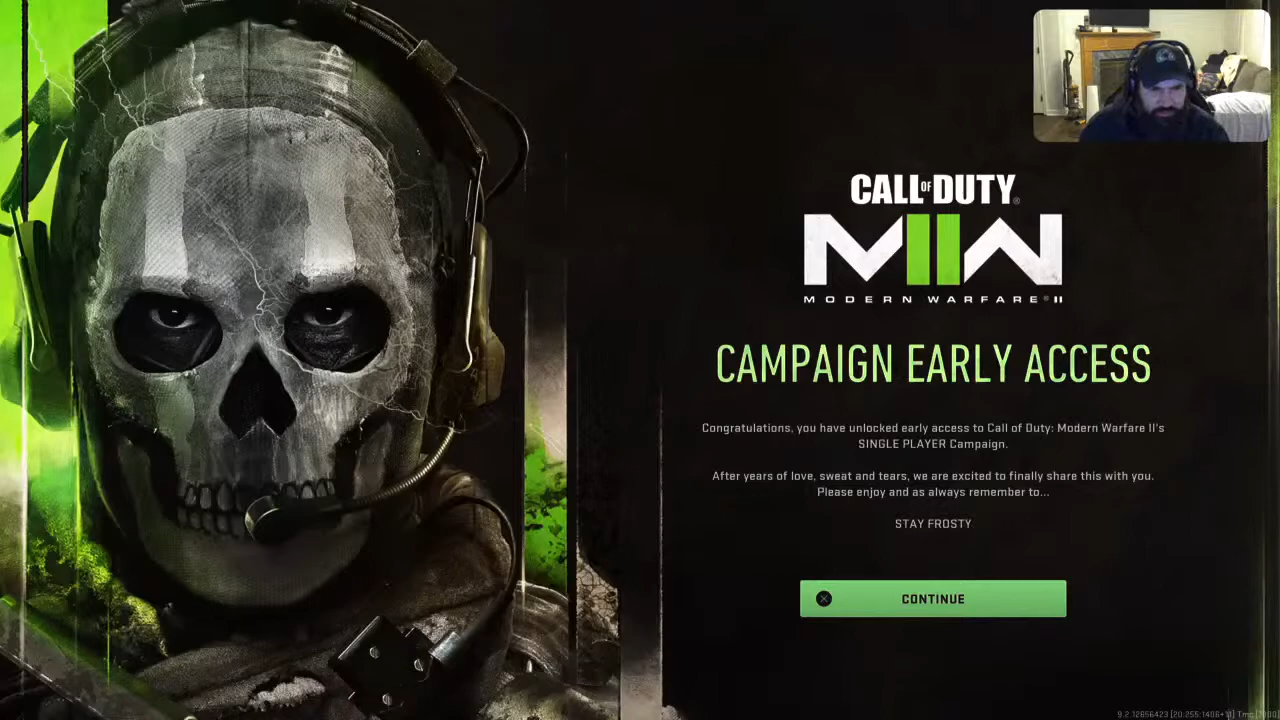 CALL OF DUTY
MW
MODERN WARFARE II
CAMPAIGN EARLY ACCESS
Congratulations, you have unlocked early access to Call of Duty: Modern Warfare II's
SINGLE PLAYER Campaign.
After years of love, sweat and tears, we are excited to finally share this with you.
Please enjoy and as always remember to...
STAY FROSTY
CONTINUE